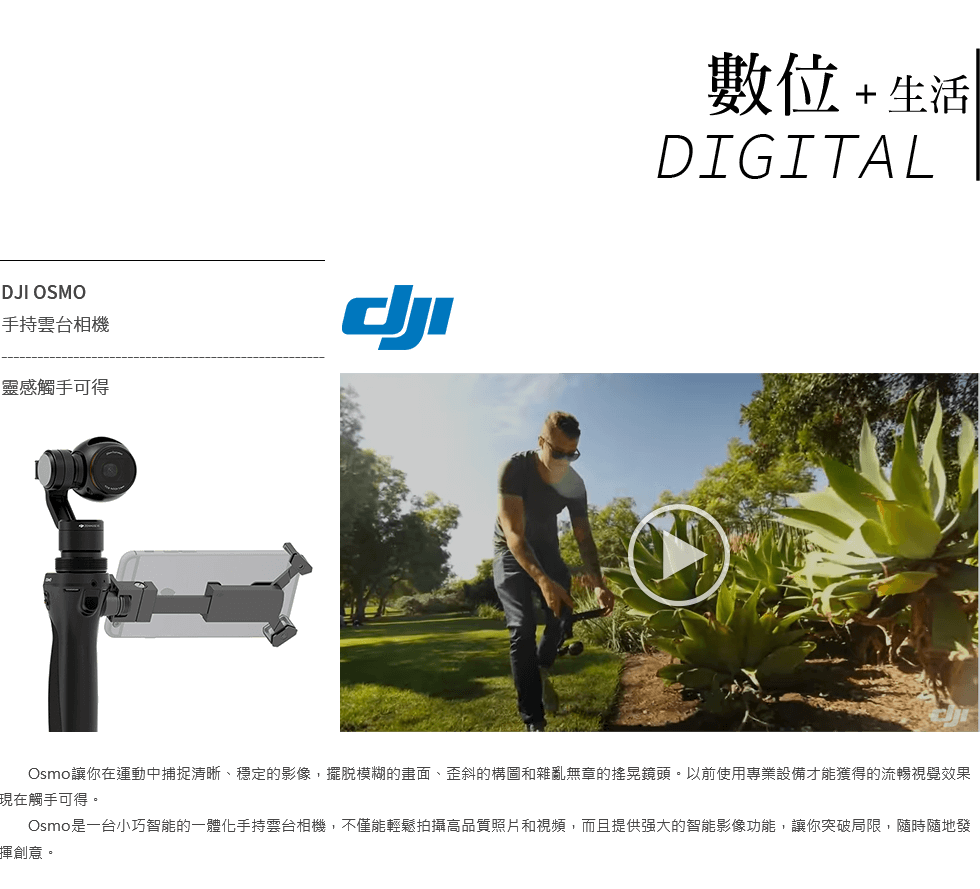 數位 + 生活
DIGITAL
DJI OSMO
手持雲台相機
靈感觸手可得
dji
dji
Osmo讓你在運動中捕捉清晰、穩定的影像，擺脱模糊的畫面、歪斜的構圖和雜亂無章的搖晃鏡頭。以前使用專業設備才能獲得的流暢視覺效果
現在觸手可得。
Osmo是一台小巧智能的一體化手持雲台相機，不僅能輕鬆拍攝高品質照片和視頻，而且提供强大的智能影像功能，讓你突破局限，隨時隨地發
揮創意。